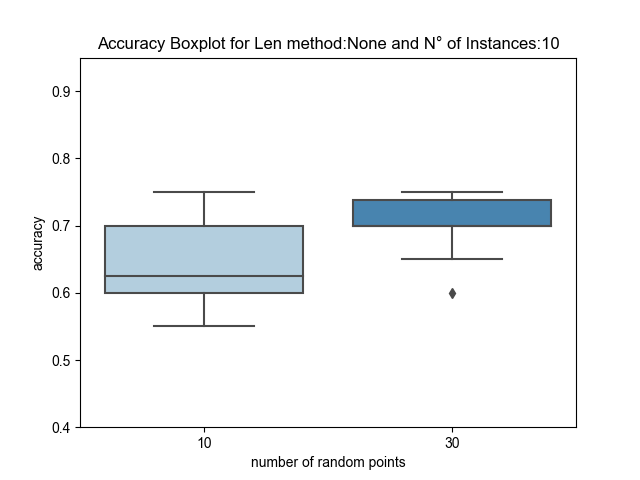 Accuracy Boxplot for Len method:None and N° of Instances:10
0.9
0.8
0.7
0.6
0.5
0.4
accuracy
10 30
number of random points